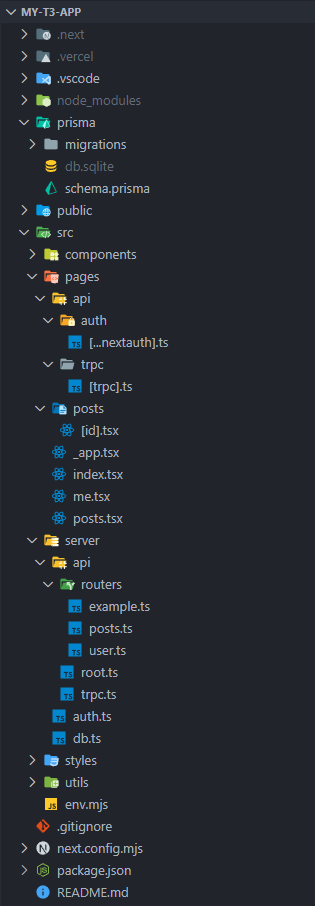 MY-T3-APP
.next
.vercel
.vscode
node_modules
prisma
migrations
db.sqlite
schema.prisma
public
src
components
pages
api
auth
TS [...nextauth].ts
trpc
TS [trpc].ts
posts
[id].tsx
_app.tsx
index.tsx
me.tsx
posts.tsx
server
api
routers
TS example.ts
TS posts.ts
TS user.ts
TS root.ts
TS trpc.ts
TS auth.ts
TS db.ts
styles
utils
JS env.mjs
.gitignore
N next.config.mjs
JS package.json
i README.md